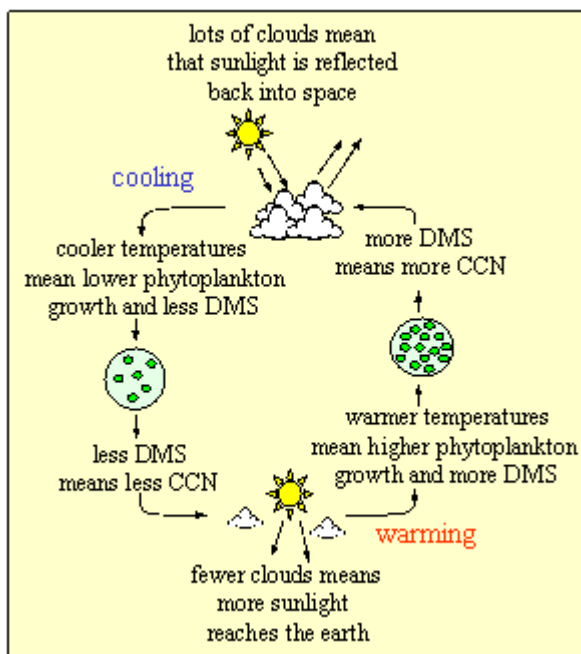 lots of clouds mean
that sunlight is reflected
back into space
cooling
cooler temperatures
mean lower phytoplankton
growth and less DMS
less DMS
means less CCN
fewer clouds means
more sunlight
reaches the earth
warming
warmer temperatures
mean higher phytoplankton
growth and more DMS
more DMS
means more CCN